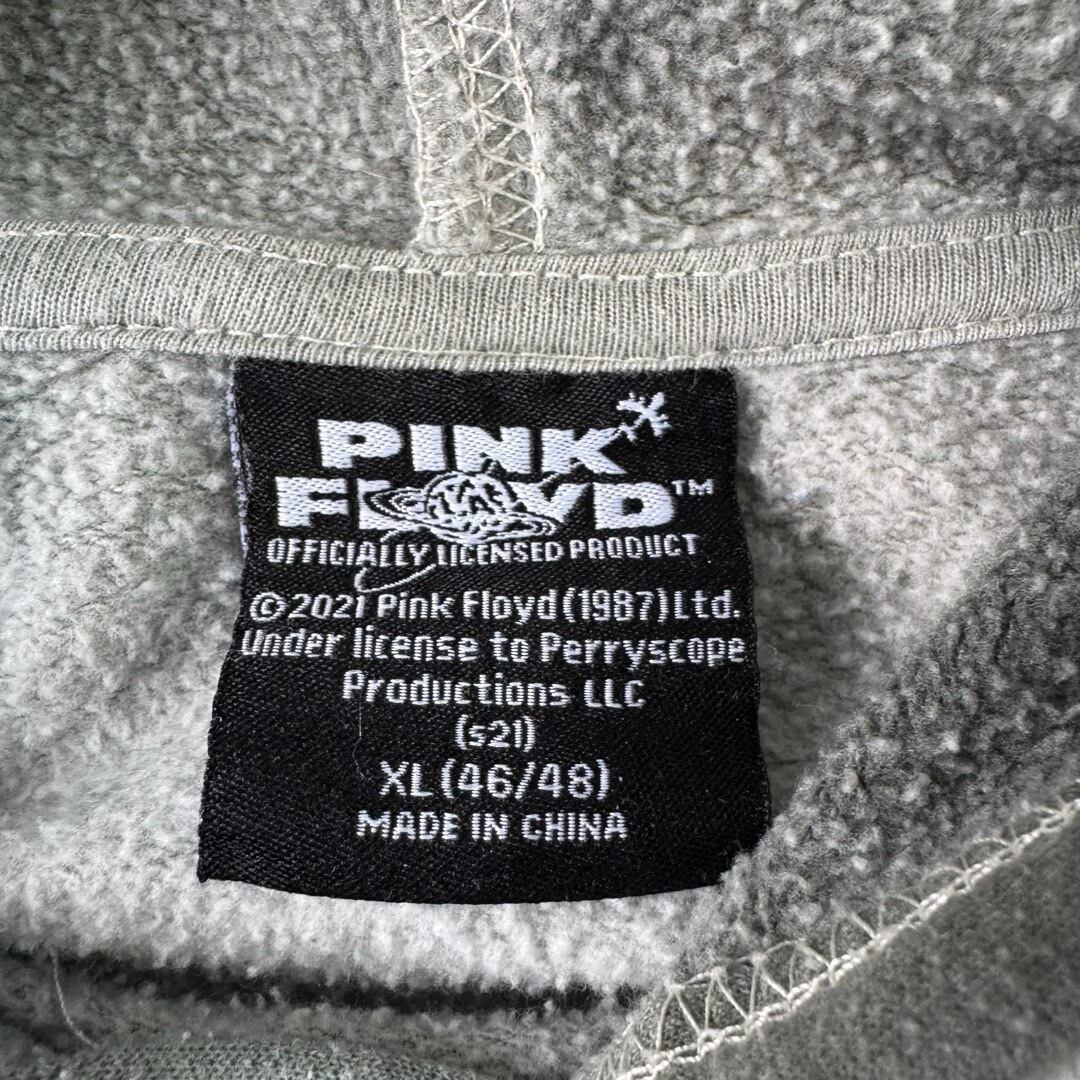 PINK
FLOYD™
OFFICIALLY LICENSED PRODUCT
©2021 Pink Floyd (1987) Ltd.
Under license to Perryscope
Productions LLC
(s21)
XL (46/48)
MADE IN CHINA